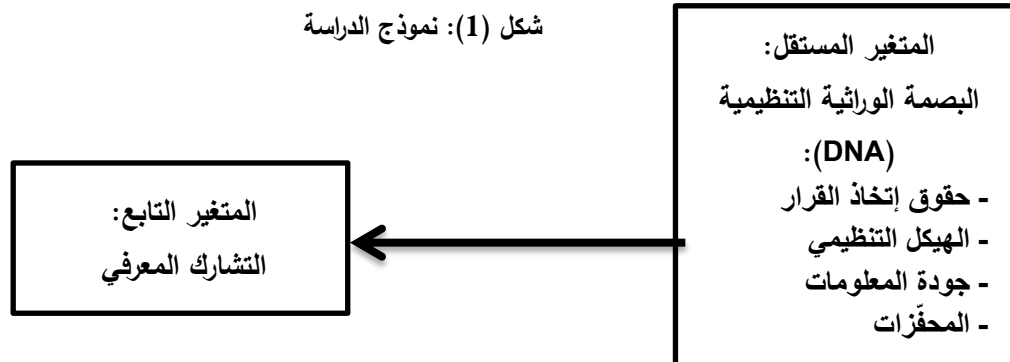 شكل (1): نموذج الدراسة
المتغير المستقل:
البصمة الوراثية التنظيمية
(DNA):
- حقوق إتخاذ القرار
- الهيكل التنظيمي
- جودة المعلومات
- المحفّزات
المتغير التابع:
التشارك المعرفي